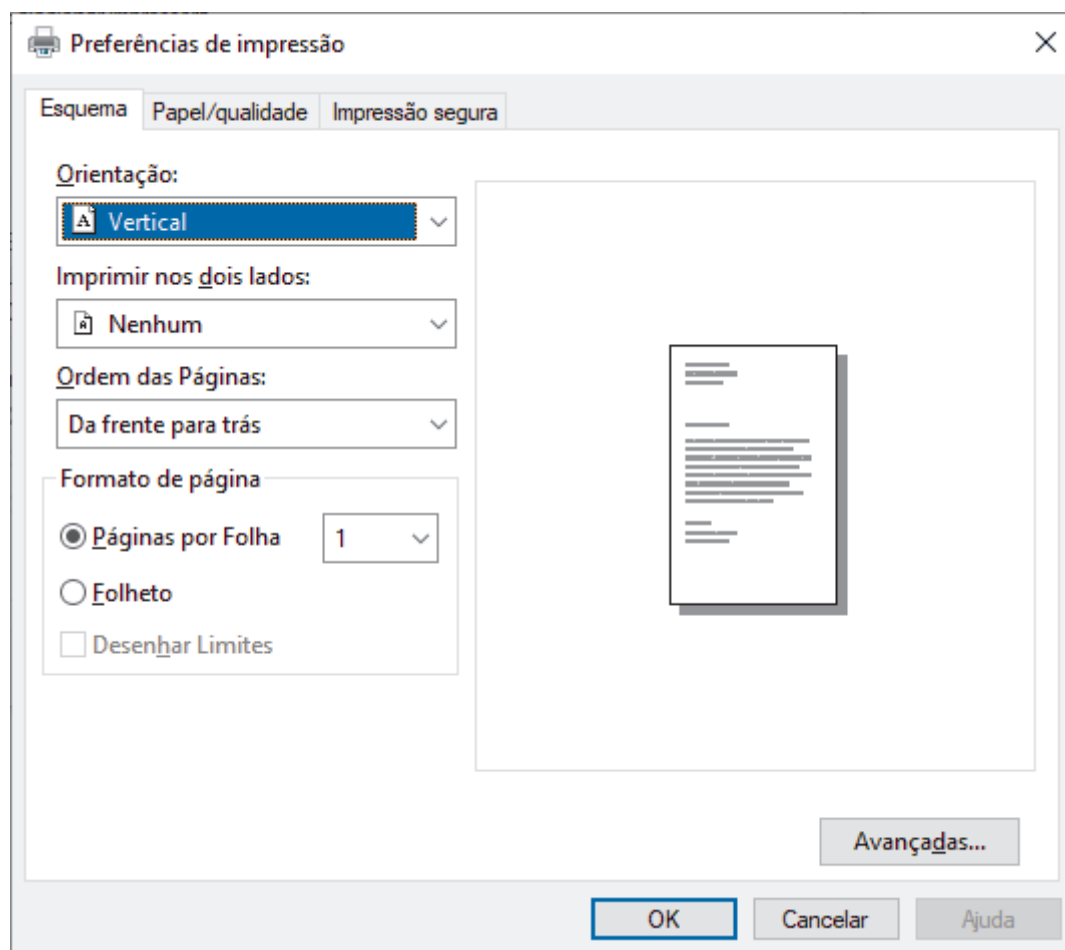 Preferências de impressão
Esquema
Papel/qualidade
Impressão segura
Orientação:
A Vertical
Imprimir nos dois lados:
Nenhum
Ordem das Páginas:
Da frente para trás
Formato de página
Páginas por Folha
1
Folheto
Desenhar Limites
Avançadas...
OK
Cancelar
Ajuda